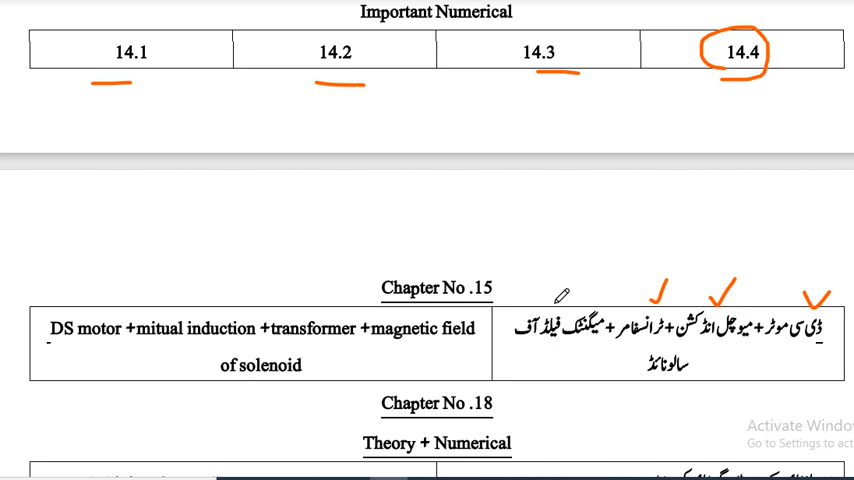 Important Numerical
14.1 14.2 14.3 14.4
Chapter No .15
DS motor +mitual induction +transformer +magnetic field
of solenoid
ڈی سی موٹر + میوچل انڈکشن + ٹرانسفامر + میگنٹک فیلڈ آف
سالونائڈ
Chapter No .18
Theory + Numerical
Activate Windo
Go to Settings to act